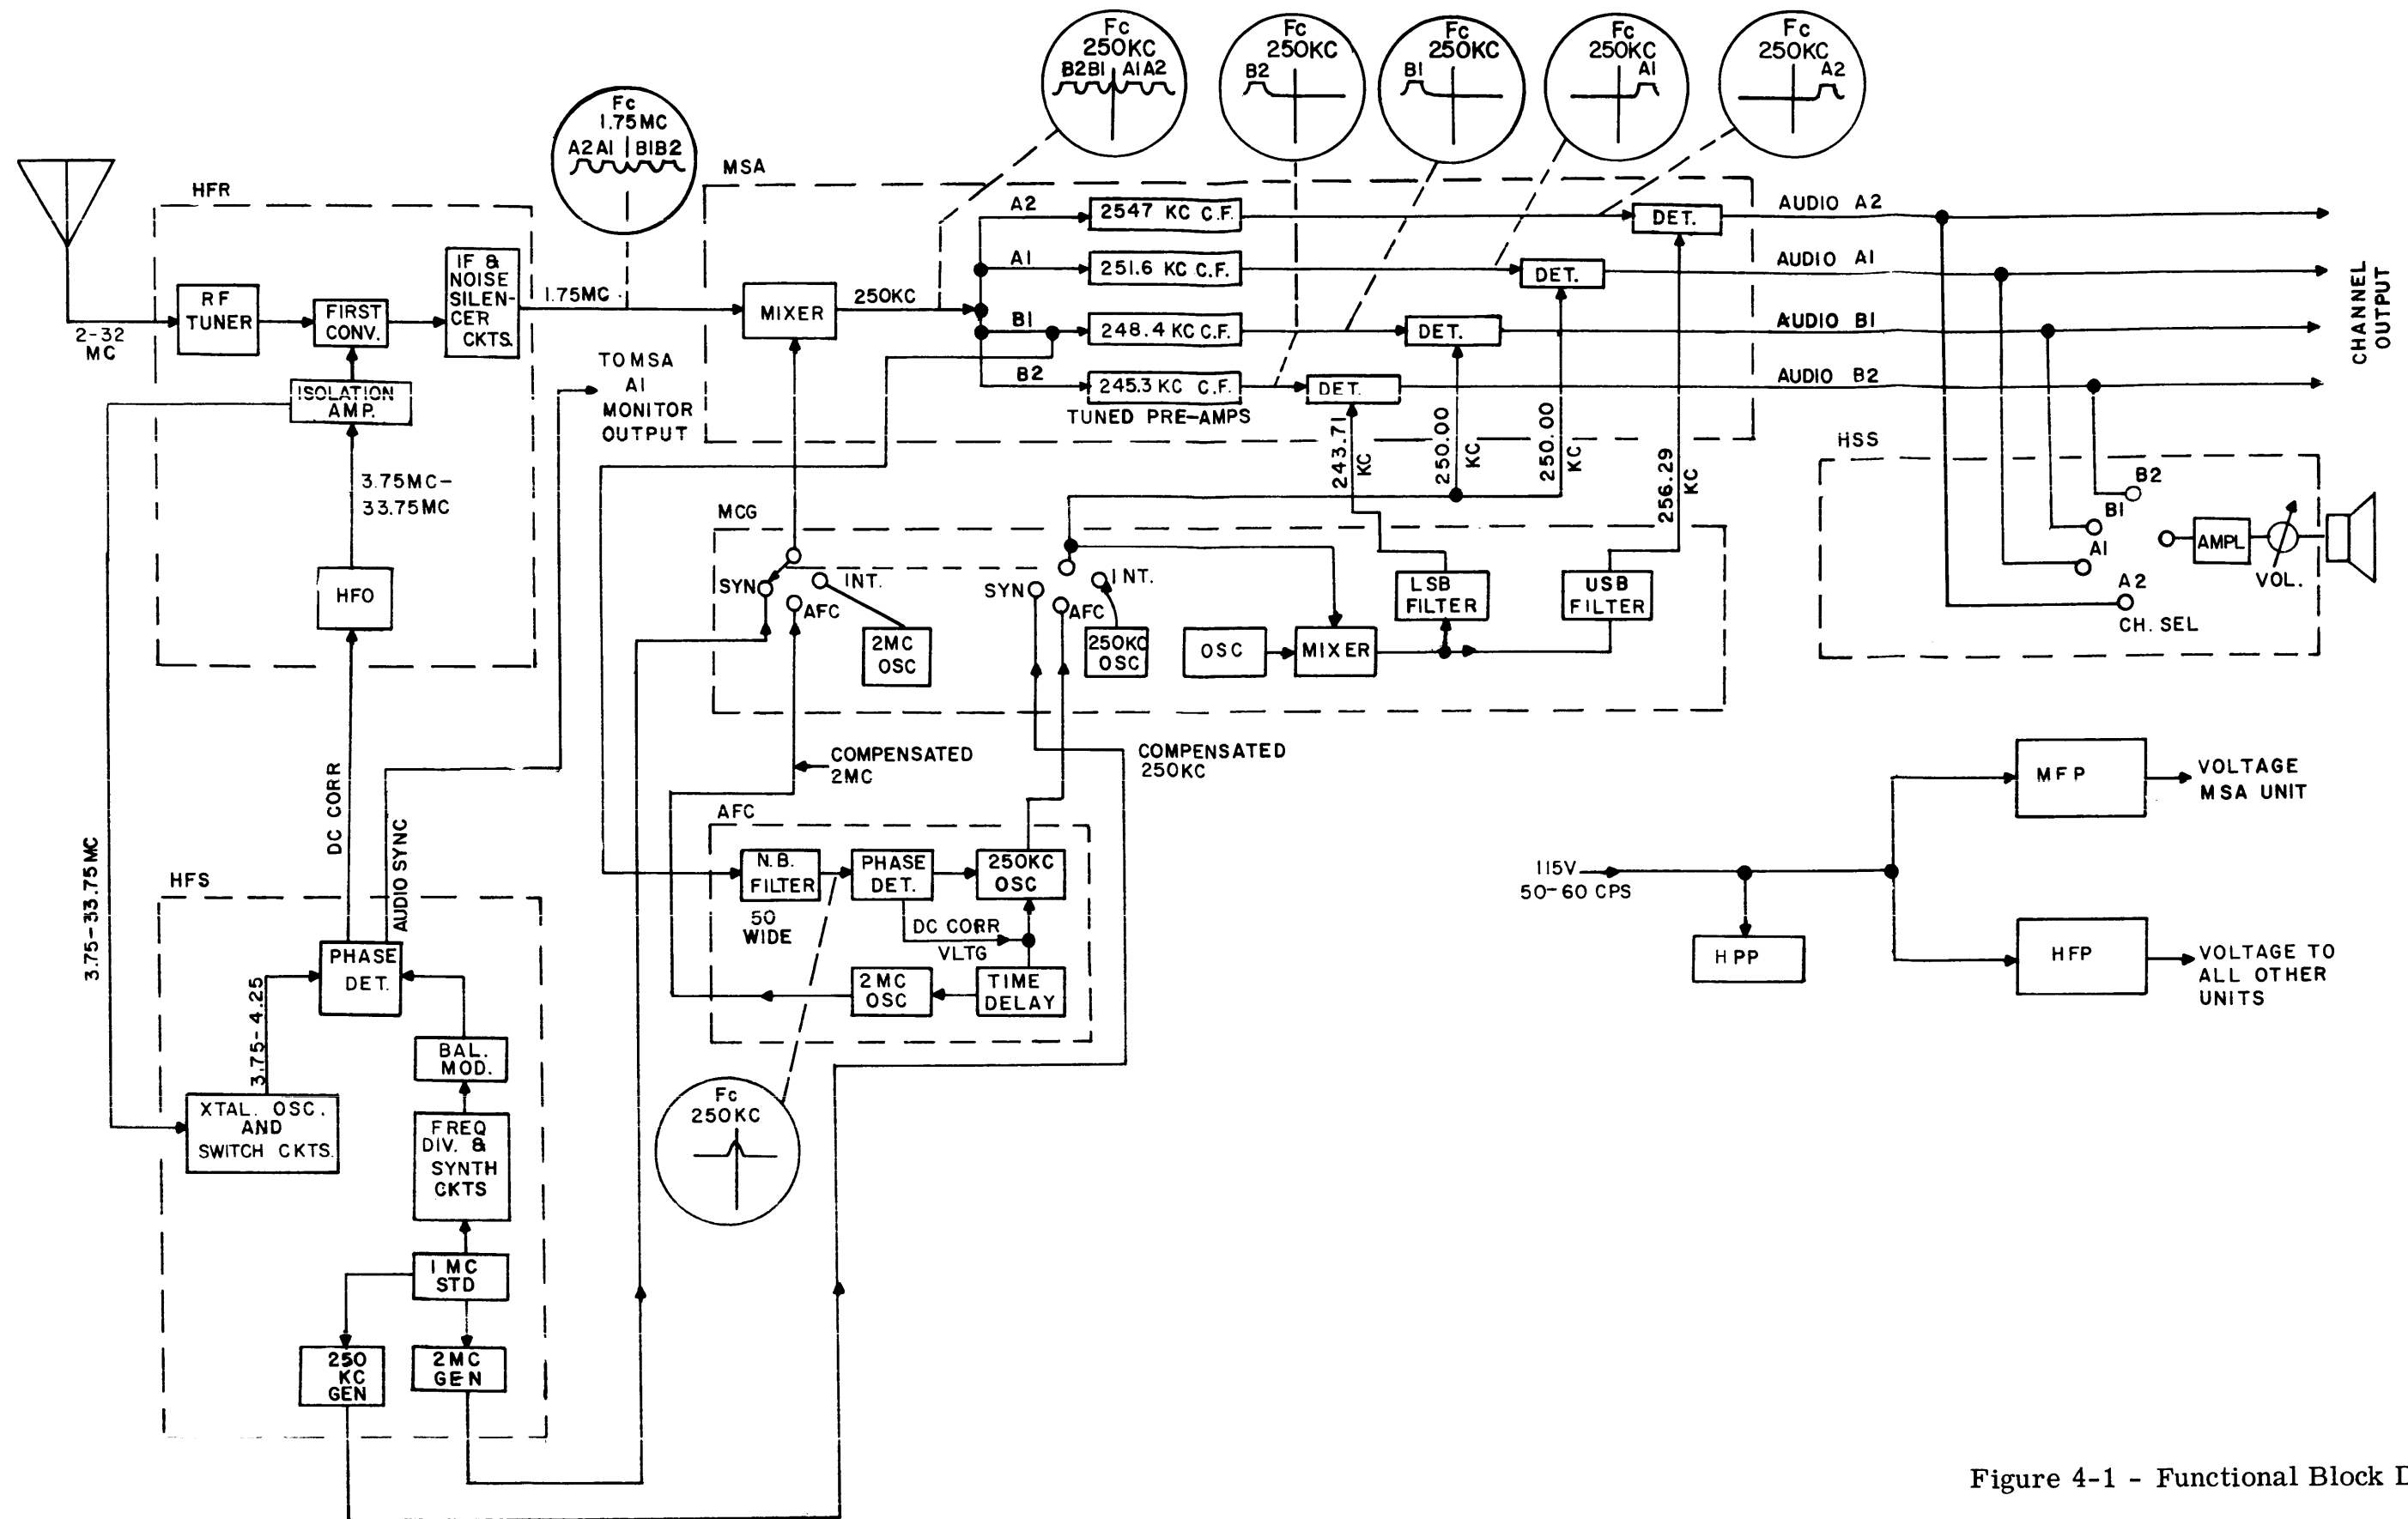 Fc
250KC
B2B1 A1A2
Fc
250KC
B2
Fc
250KC
B1
Fc
250KC
A1
Fc
250KC
A2
Fc
1.75MC
A2A1 B1B2
HFR
2-32
MC
RF
TUNER
FIRST
CONV.
IF &
NOISE
SILEN-
CER
CKTS.
ISOLATION
AMP.
3.75MC-
33.75MC
HFO
1.75MC
TO MSA
A1
MONITOR
OUTPUT
MSA
MIXER
250KC
A2
2547 KC C.F.
DET.
A1
251.6 KC C.F.
DET.
B1
248.4 KC C.F.
DET.
B2
245.3 KC C.F.
DET.
TUNED PRE-AMPS
AUDIO A2
AUDIO A1
AUDIO B1
AUDIO B2
CHANNEL
OUTPUT
243.71
KC
250.00
KC
250.00
KC
256.29
KC
HSS
B2
B1
A1
A2
CH. SEL
AMPL
VOL.
MCG
SYN
INT.
AFC
2MC
OSC
SYN
INT.
AFC
250KC
OSC
OSC
MIXER
LSB
FILTER
USB
FILTER
COMPENSATED
2MC
COMPENSATED
250KC
AFC
N.B.
FILTER
50
WIDE
PHASE
DET.
250KC
OSC
DC CORR
VLTG
2MC
OSC
TIME
DELAY
Fc
250KC
115V
50-60 CPS
HPP
MFP
VOLTAGE
MSA UNIT
HFP
VOLTAGE TO
ALL OTHER
UNITS
3.75-33.75MC
DC CORR
AUDIO SYNC
HFS
PHASE
DET.
3.75-4.25
XTAL. OSC.
AND
SWITCH CKTS.
BAL.
MOD.
FREQ
DIV. &
SYNTH
CKTS
1 MC
STD
250
KC
GEN
2MC
GEN
Figure 4-1 - Functional Block D